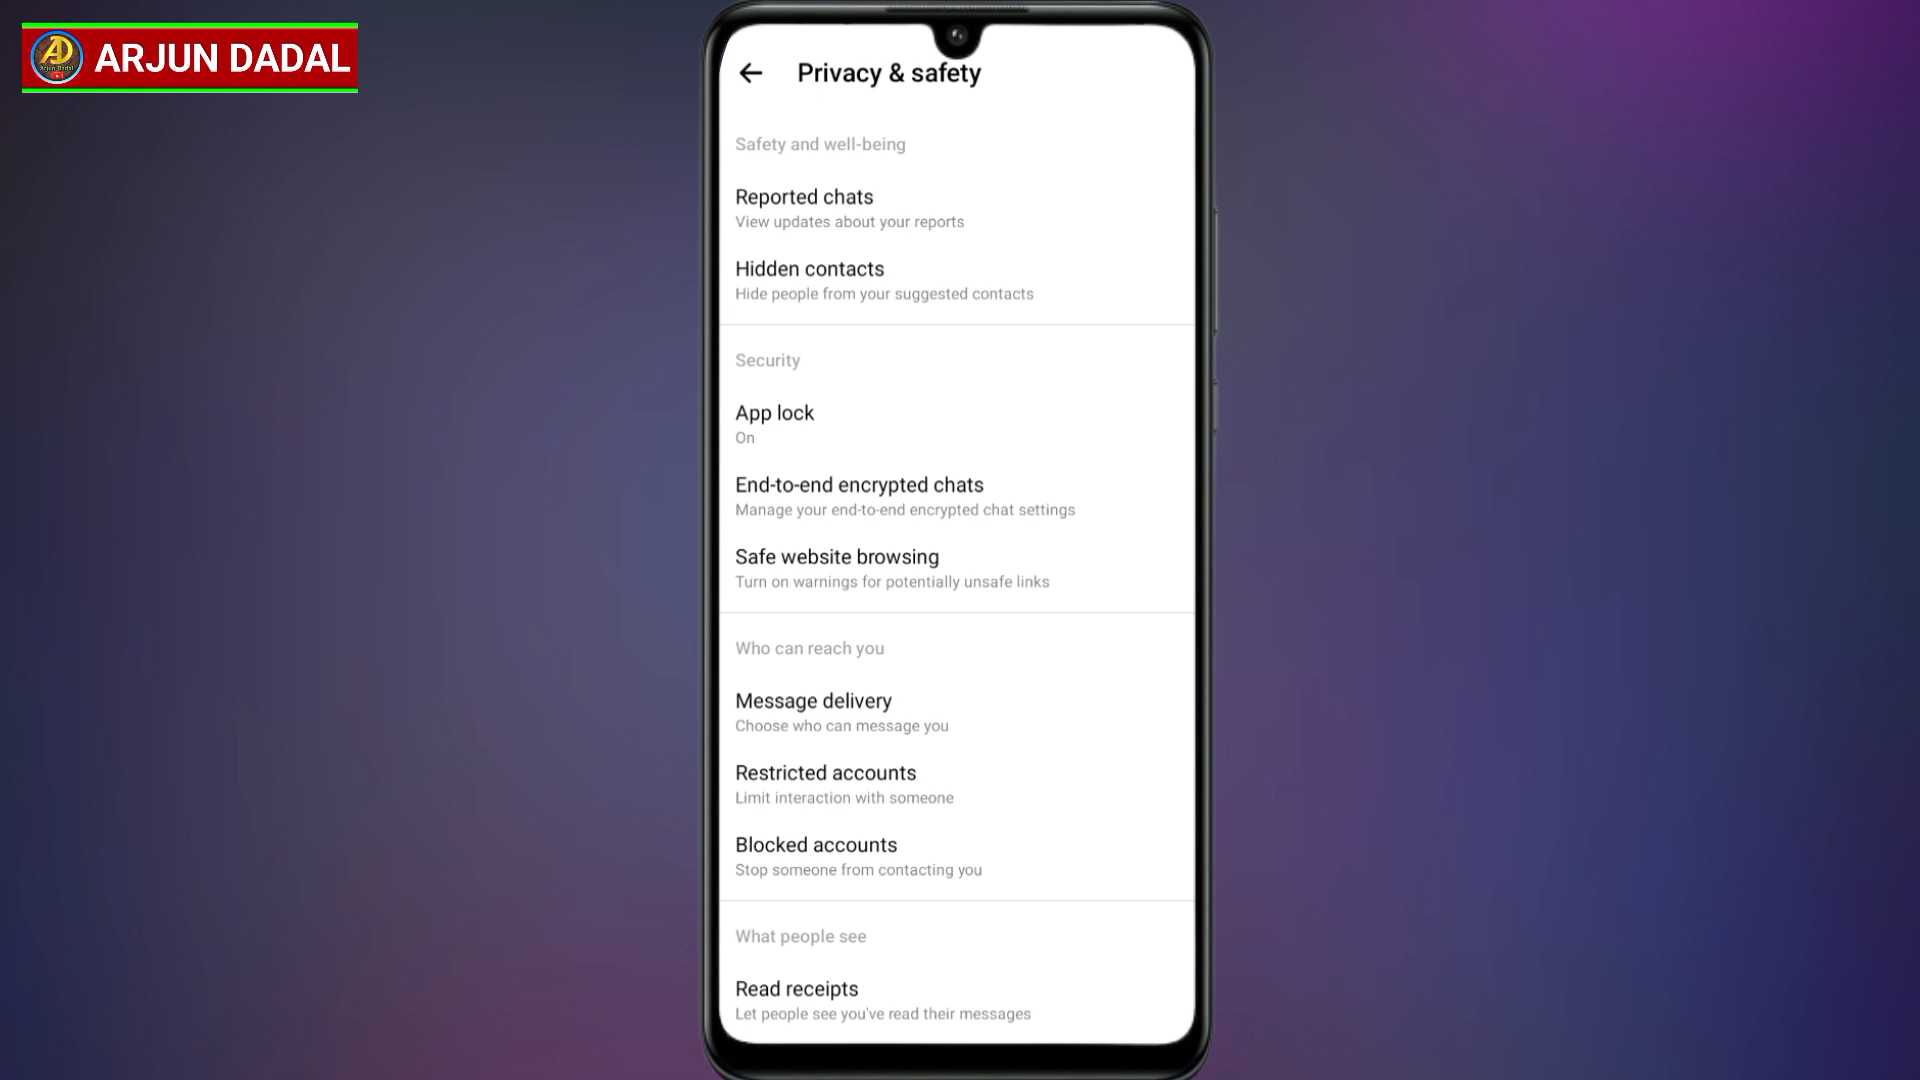 ARJUN DADAL
Privacy & safety
Safety and well-being
Reported chats
View updates about your reports
Hidden contacts
Hide people from your suggested contacts
Security
App lock
On
End-to-end encrypted chats
Manage your end-to-end encrypted chat settings
Safe website browsing
Turn on warnings for potentially unsafe links
Who can reach you
Message delivery
Choose who can message you
Restricted accounts
Limit interaction with someone
Blocked accounts
Stop someone from contacting you
What people see
Read receipts
Let people see you've read their messages